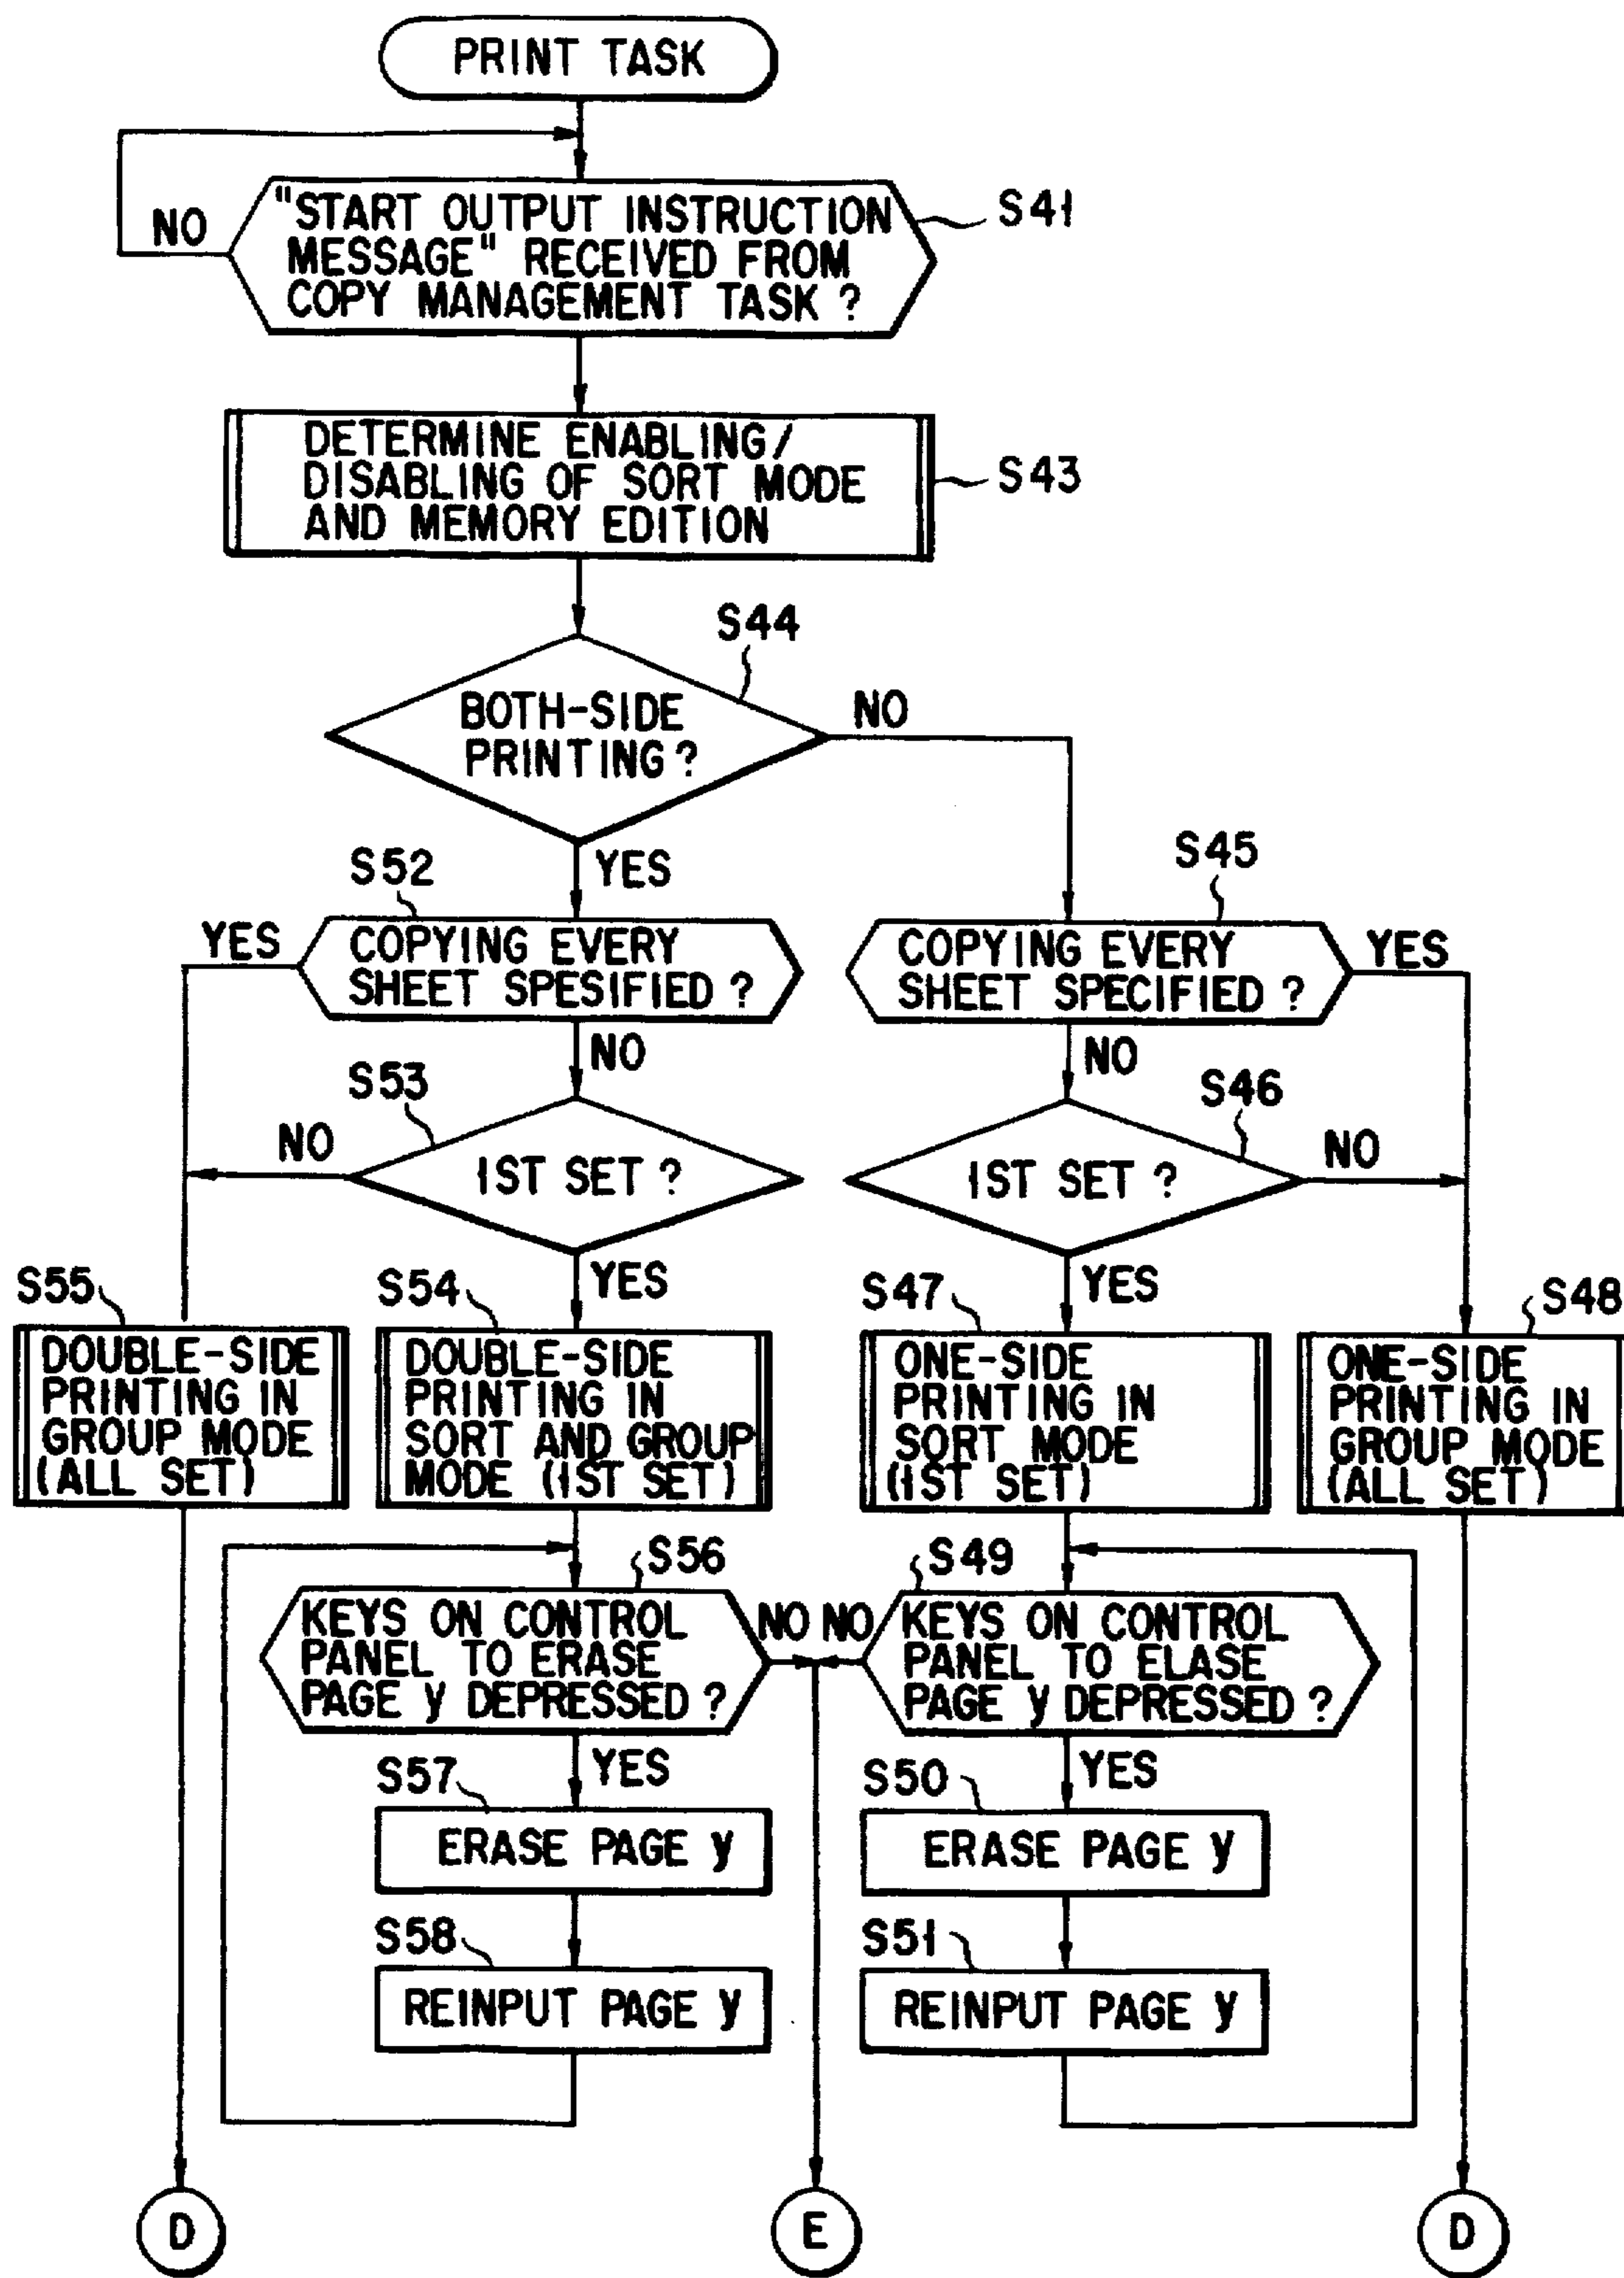 PRINT TASK
NO
"START OUTPUT INSTRUCTION
MESSAGE" RECEIVED FROM
COPY MANAGEMENT TASK ?
S41
DETERMINE ENABLING/
DISABLING OF SORT MODE
AND MEMORY EDITION
S43
S44
BOTH-SIDE
PRINTING ?
NO
YES
S52
S45
YES
COPYING EVERY
SHEET SPESIFIED ?
COPYING EVERY
SHEET SPECIFIED ?
YES
NO
NO
S53
S46
NO
1ST SET ?
1ST SET ?
NO
S55
S54
YES
S47
YES
S48
DOUBLE-SIDE
PRINTING IN
GROUP MODE
(ALL SET)
DOUBLE-SIDE
PRINTING IN
SORT AND GROUP
MODE (1ST SET)
ONE-SIDE
PRINTING IN
SORT MODE
(1ST SET)
ONE-SIDE
PRINTING IN
GROUP MODE
(ALL SET)
S56
S49
KEYS ON CONTROL
PANEL TO ERASE
PAGE y DEPRESSED ?
NO NO
KEYS ON CONTROL
PANEL TO ELASE
PAGE y DEPRESSED ?
S57
YES
S50
YES
ERASE PAGE y
ERASE PAGE y
S58
S51
REINPUT PAGE y
REINPUT PAGE y
D
E
D